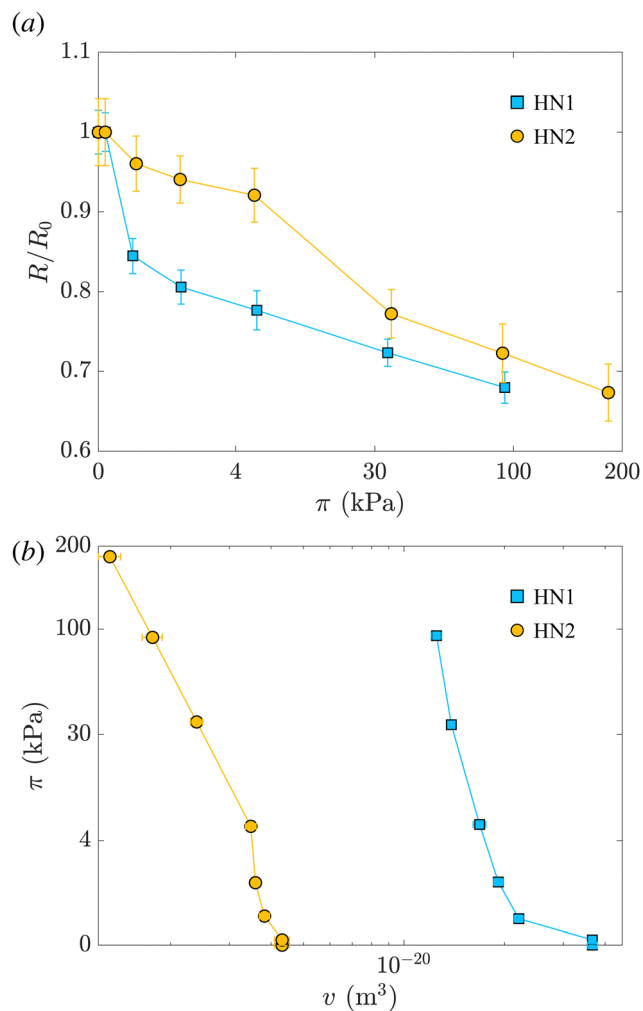 (a)
1.1
1
0.9
0.8
0.7
0.6
R/R₀
HN1
HN2
0 4 30 100 200
π (kPa)
(b)
200
100
30
4
0
π (kPa)
HN1
HN2
10⁻²⁰
v (m³)